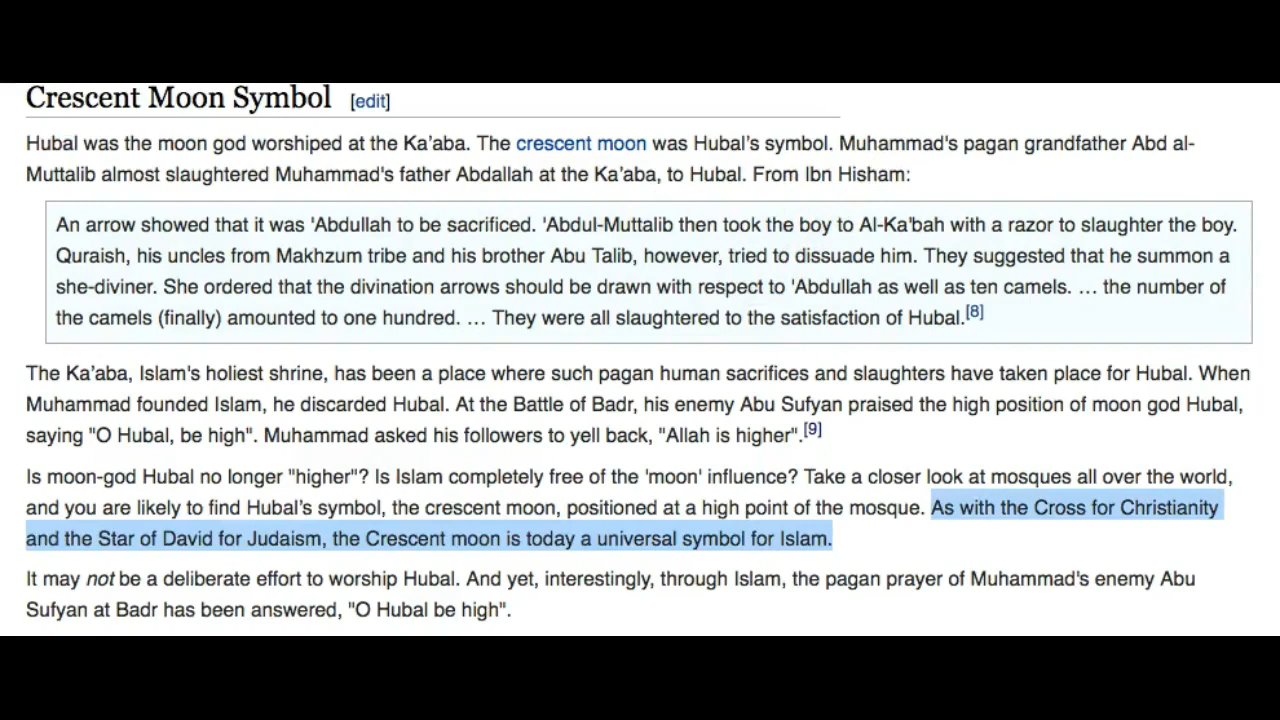 Crescent Moon Symbol [edit]
Hubal was the moon god worshiped at the Ka’aba. The crescent moon was Hubal’s symbol. Muhammad's pagan grandfather Abd al-
Muttalib almost slaughtered Muhammad's father Abdallah at the Ka’aba, to Hubal. From Ibn Hisham:
An arrow showed that it was 'Abdullah to be sacrificed. 'Abdul-Muttalib then took the boy to Al-Ka'bah with a razor to slaughter the boy.
Quraish, his uncles from Makhzum tribe and his brother Abu Talib, however, tried to dissuade him. They suggested that he summon a
she-diviner. She ordered that the divination arrows should be drawn with respect to 'Abdullah as well as ten camels. … the number of
the camels (finally) amounted to one hundred. … They were all slaughtered to the satisfaction of Hubal.[8]
The Ka’aba, Islam's holiest shrine, has been a place where such pagan human sacrifices and slaughters have taken place for Hubal. When
Muhammad founded Islam, he discarded Hubal. At the Battle of Badr, his enemy Abu Sufyan praised the high position of moon god Hubal,
saying "O Hubal, be high". Muhammad asked his followers to yell back, "Allah is higher".[9]
Is moon-god Hubal no longer "higher"? Is Islam completely free of the 'moon' influence? Take a closer look at mosques all over the world,
and you are likely to find Hubal’s symbol, the crescent moon, positioned at a high point of the mosque. As with the Cross for Christianity
and the Star of David for Judaism, the Crescent moon is today a universal symbol for Islam.
It may not be a deliberate effort to worship Hubal. And yet, interestingly, through Islam, the pagan prayer of Muhammad's enemy Abu
Sufyan at Badr has been answered, "O Hubal be high".